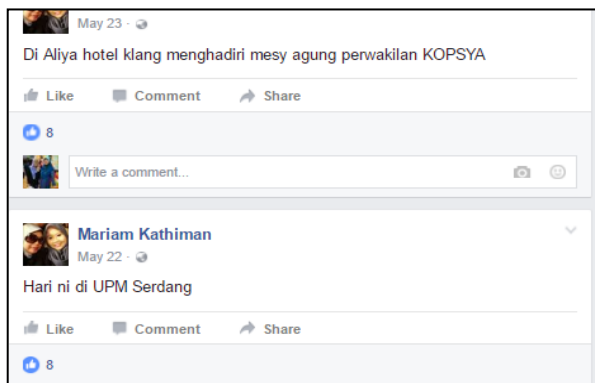 May 23 ·
Di Aliya hotel klang menghadiri mesy agung perwakilan KOPSYA
Like Comment Share
8
Write a comment...
Mariam Kathiman
May 22 ·
Hari ni di UPM Serdang
Like Comment Share
8